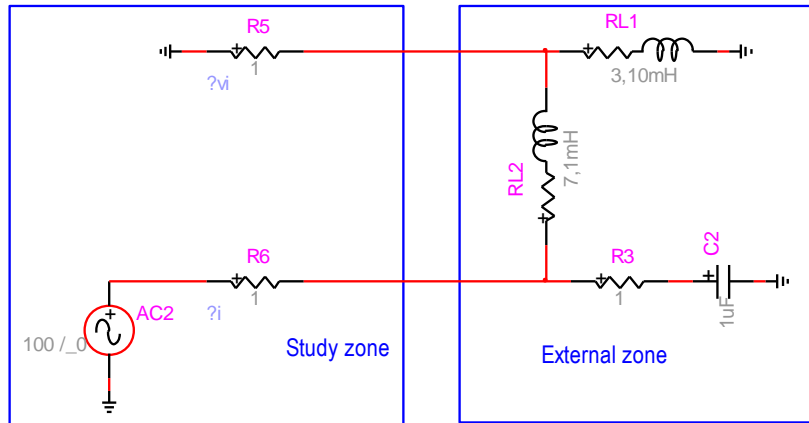 R5
+
1
?vi
RL1
+
3,10mH
RL2
7,1mH
+
R6
+
1
?i
R3
+
1
C2
+
1uF
AC2
+
100 /_0
Study zone
External zone